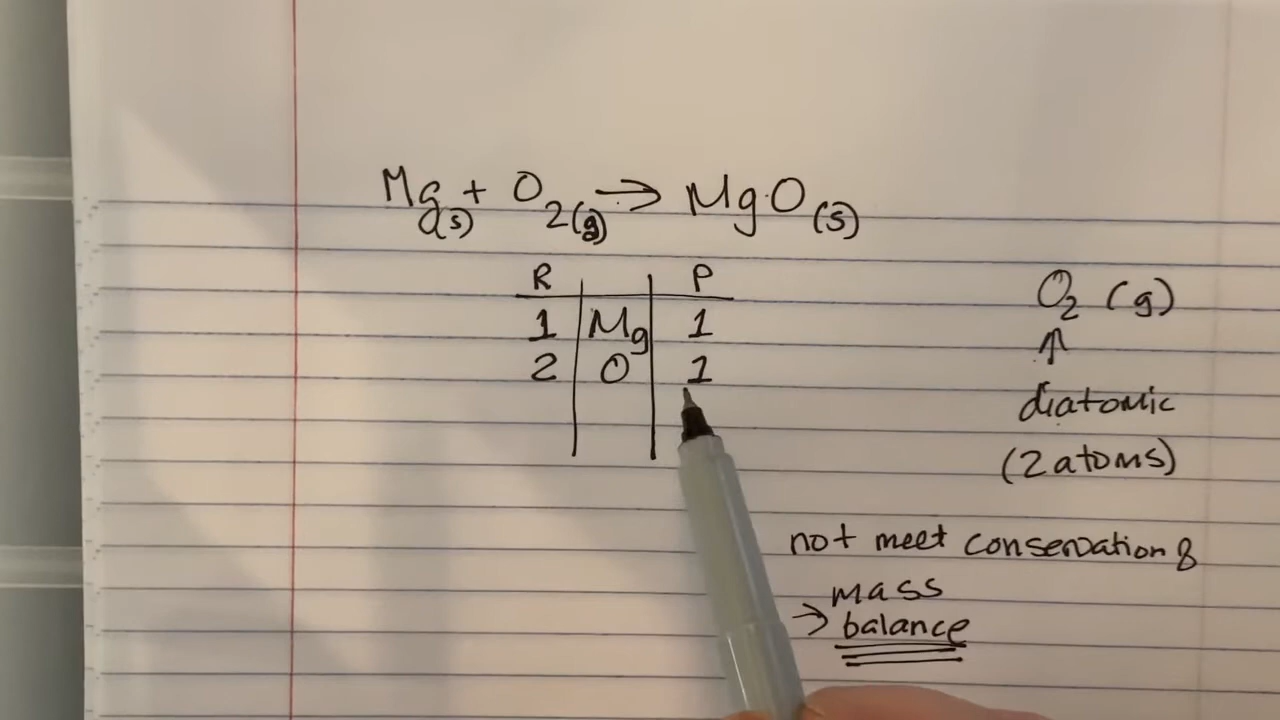 Mg(s) + O2(g) → MgO(s)
R P
1 Mg 1
2 O 1
O2 (g)
↑
diatomic
(2 atoms)
not meet conservation of
mass
→ balance